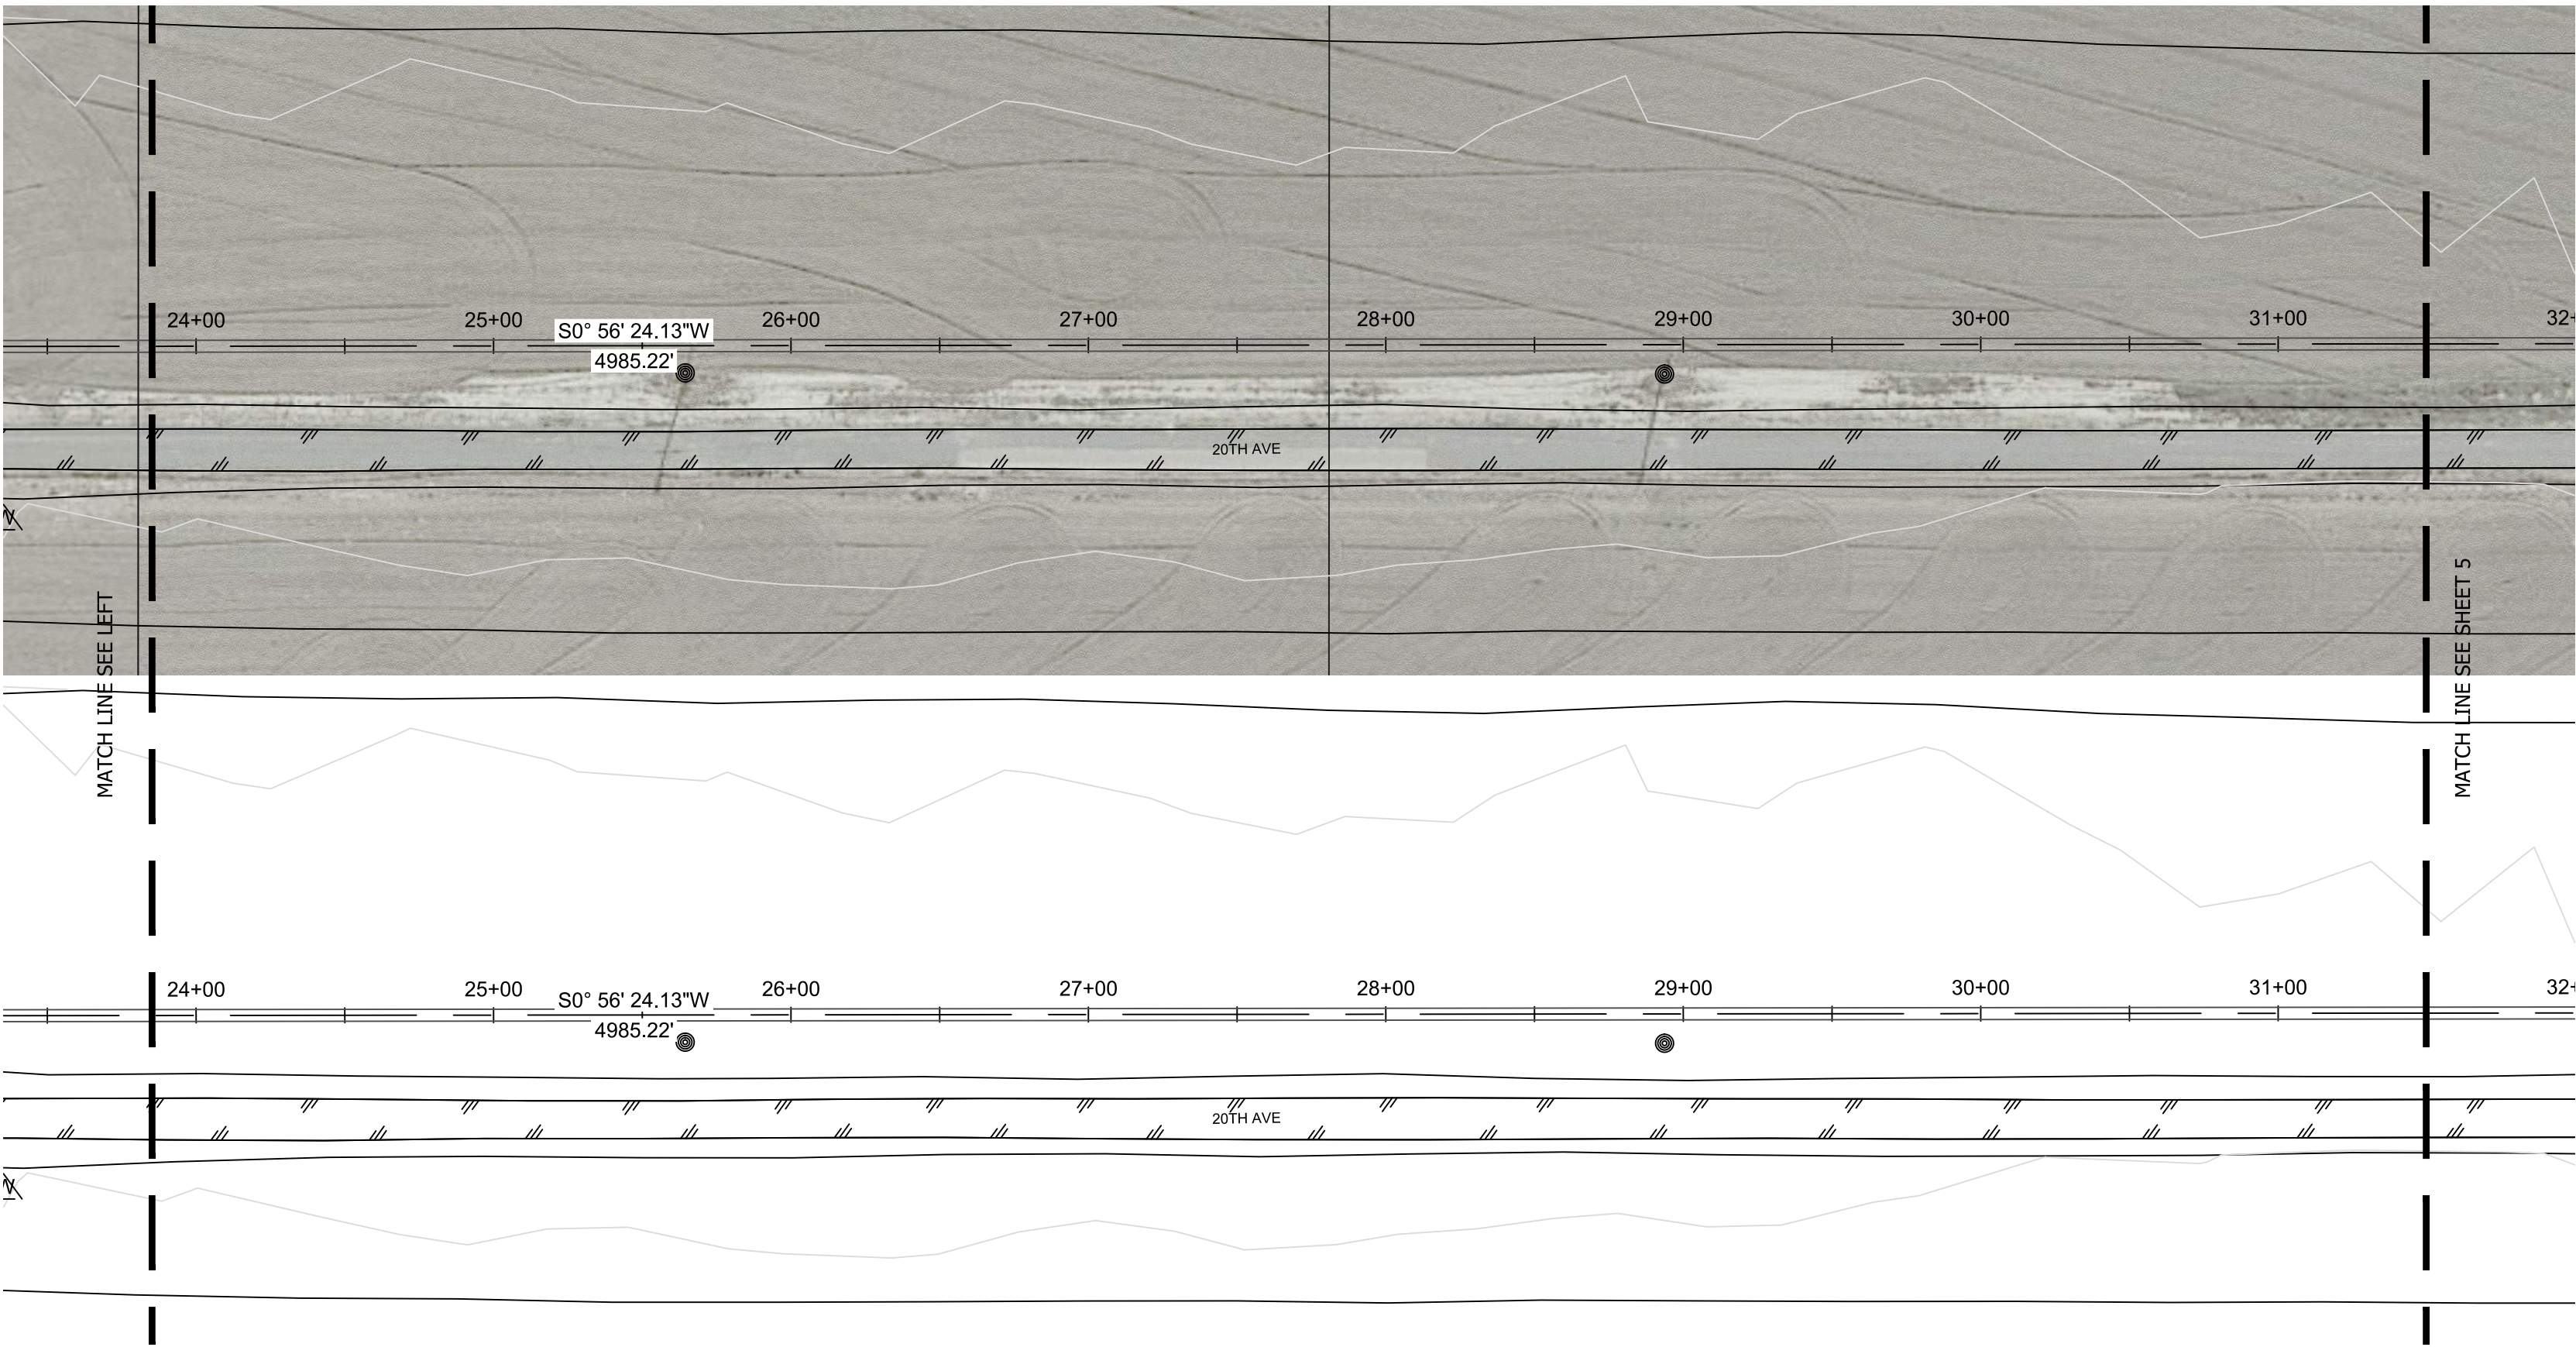 24+00 25+00 26+00 27+00 28+00 29+00 30+00 31+00 32+
S0° 56' 24.13"W
4985.22'
20TH AVE
MATCH LINE SEE LEFT
MATCH LINE SEE SHEET 5
24+00 25+00 26+00 27+00 28+00 29+00 30+00 31+00 32+
S0° 56' 24.13"W
4985.22'
20TH AVE